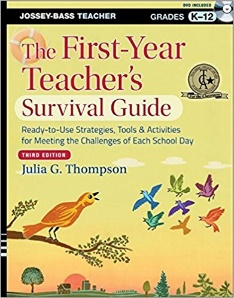 DVD INCLUDED
JOSSEY-BASS TEACHER GRADES K–12
The First-Year
Teacher's
Survival Guide
Ready-to-Use Strategies, Tools & Activities
for Meeting the Challenges of Each School Day
THIRD EDITION
Julia G. Thompson